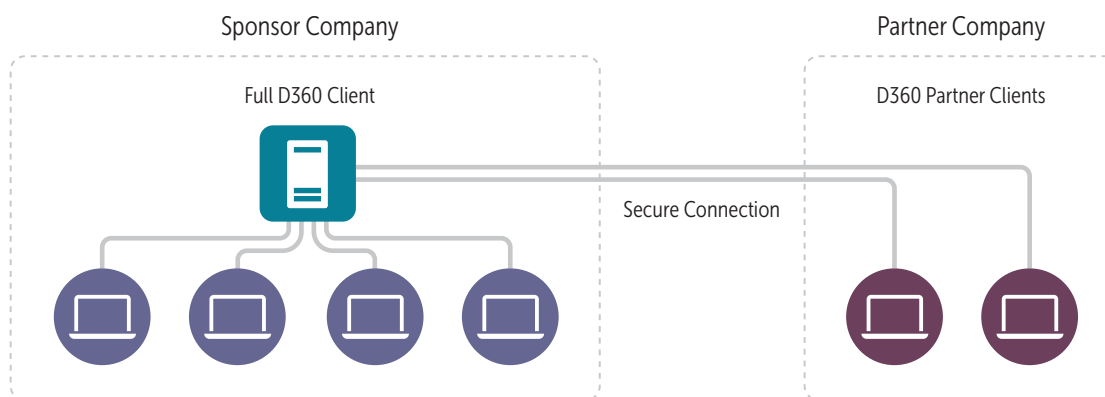 Sponsor Company
Partner Company
Full D360 Client
D360 Partner Clients
Secure Connection